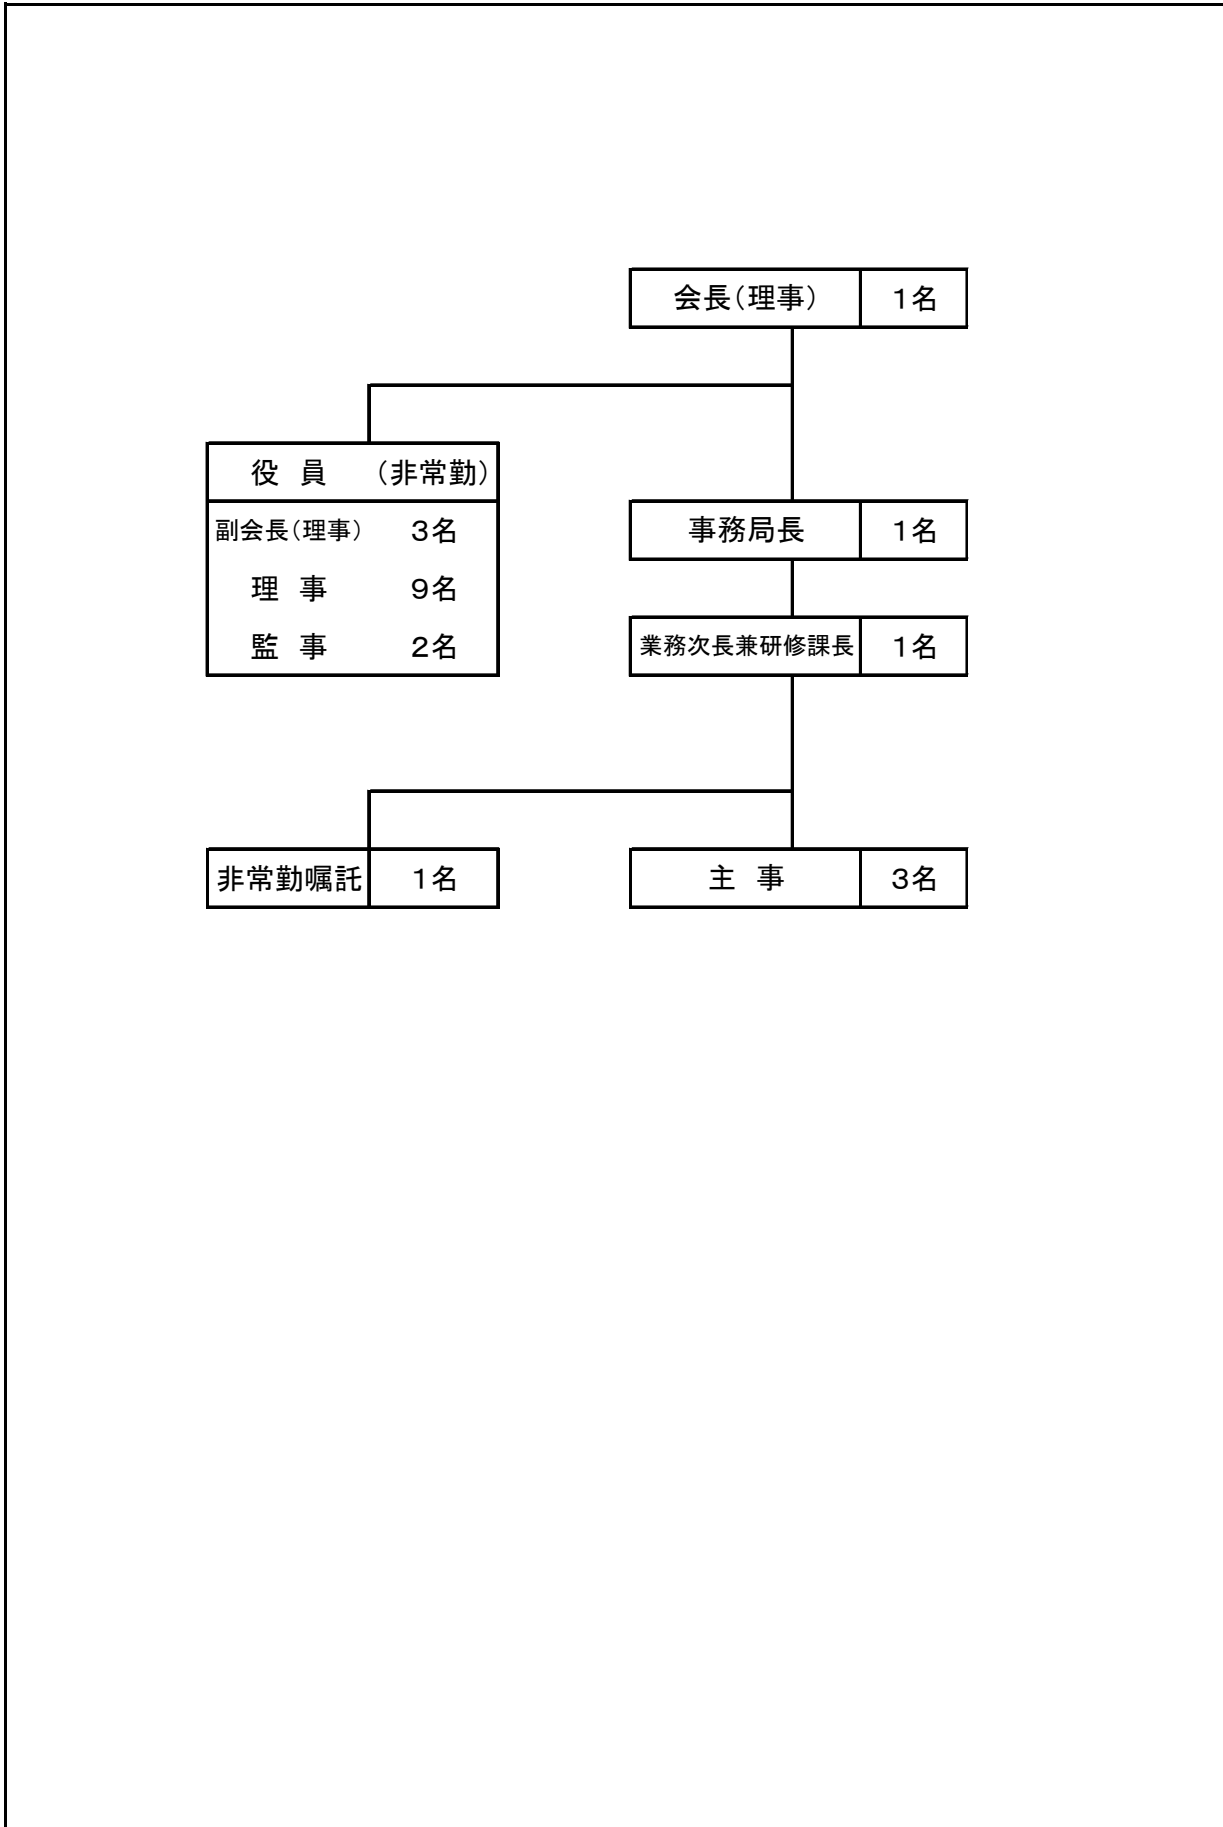 会長（理事） １名
役 員 （非常勤）
副会長（理事） ３名
理 事 ９名
監 事 ２名
事務局長 １名
業務次長兼研修課長 １名
非常勤嘱託 １名
主 事 ３名